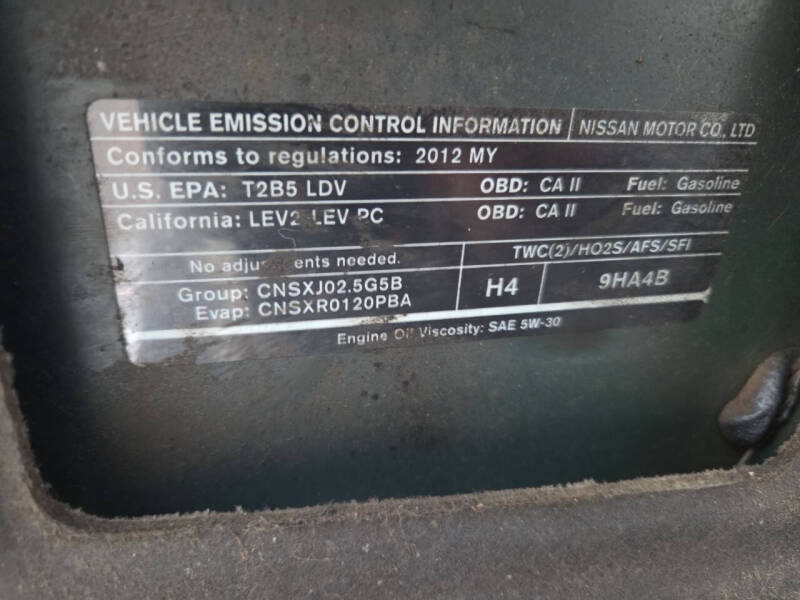 VEHICLE EMISSION CONTROL INFORMATION | NISSAN MOTOR CO., LTD
Conforms to regulations: 2012 MY
U.S. EPA: T2B5 LDV OBD: CA II Fuel: Gasoline
California: LEV2 LEV PC OBD: CA II Fuel: Gasoline
No needed. TWC(2)/HO2S/AFS/SFI
Group: CNSXJ02.5G5B H4 9HA4B
Evap: CNSXR0120PBA
Engine Oil Viscosity: SAE 5W-30